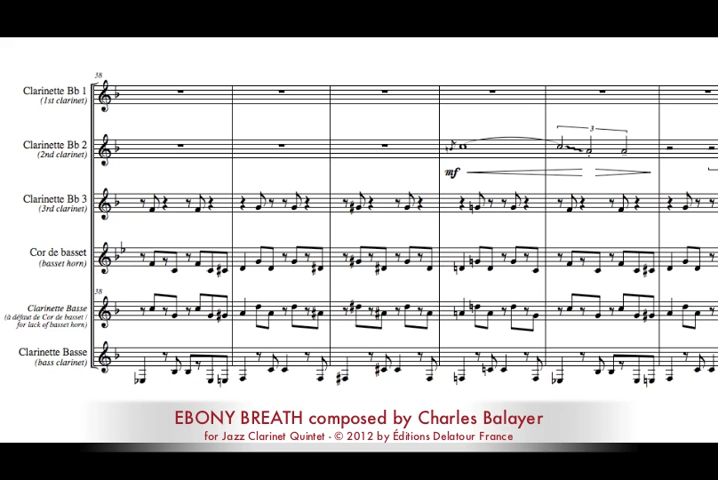 38
Clarinette Bb 1
(1st clarinet)
Clarinette Bb 2
(2nd clarinet)
3
mf
Clarinette Bb 3
(3rd clarinet)
Cor de basset
(basset horn)
38
Clarinette Basse
(à défaut de Cor de basset /
for lack of basset horn)
Clarinette Basse
(bass clarinet)
EBONY BREATH composed by Charles Balayer
for Jazz Clarinet Quintet - © 2012 by Éditions Delatour France